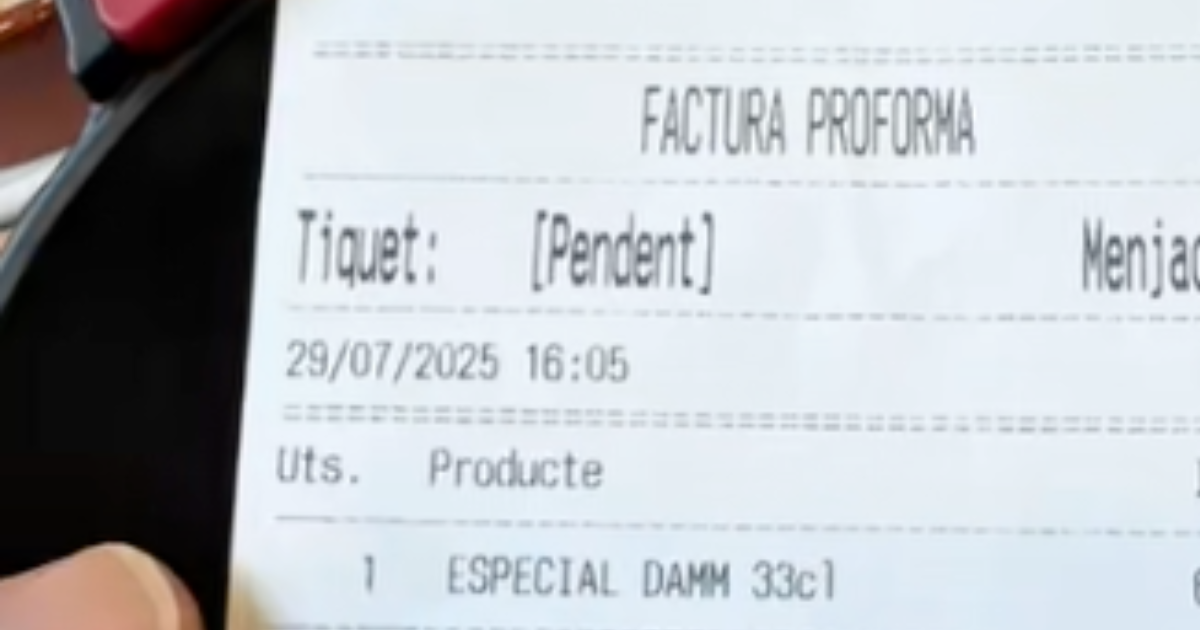 FACTURA PROFORMA
Tiquet: [Pendent]
29/07/2025 16:05
Uts. Producte
1 ESPECIAL DAMM 33cl